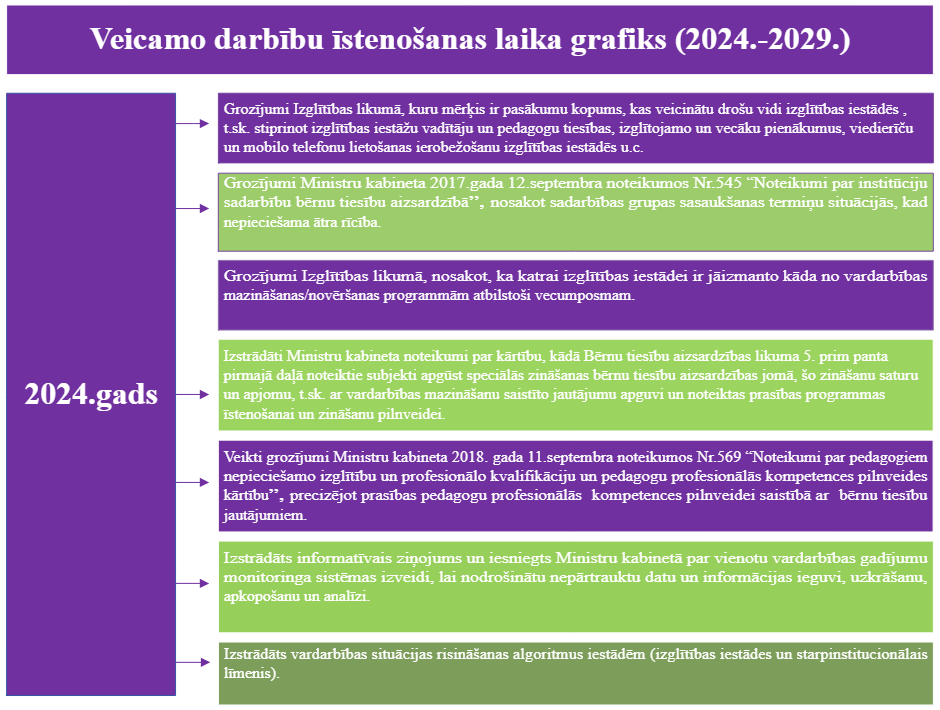 Veicamo darbību īstenošanas laika grafiks (2024.-2029.)
2024.gads
Grozījumi Izglītības likumā, kuru mērķis ir pasākumu kopums, kas veicinātu drošu vidi izglītības iestādēs ,
t.sk. stiprinot izglītības iestāžu vadītāju un pedagogu tiesības, izglītojamo un vecāku pienākumus, viedierīču
un mobilo telefonu lietošanas ierobežošanu izglītības iestādēs u.c.
Grozījumi Ministru kabineta 2017.gada 12.septembra noteikumos Nr.545 “Noteikumi par institūciju
sadarbību bērnu tiesību aizsardzībā”, nosakot sadarbības grupas sasaukšanas termiņu situācijās, kad
nepieciešama ātra rīcība.
Grozījumi Izglītības likumā, nosakot, ka katrai izglītības iestādei ir jāizmanto kāda no vardarbības
mazināšanas/novēršanas programmām atbilstoši vecumposmam.
Izstrādāti Ministru kabineta noteikumi par kārtību, kādā Bērnu tiesību aizsardzības likuma 5. prim panta
pirmajā daļā noteiktie subjekti apgūst speciālās zināšanas bērnu tiesību aizsardzības jomā, šo zināšanu saturu
un apjomu, t.sk. ar vardarbības mazināšanu saistīto jautājumu apguvi un noteiktas prasības programmas
īstenošanai un zināšanu pilnveidei.
Veikti grozījumi Ministru kabineta 2018. gada 11.septembra noteikumos Nr.569 “Noteikumi par pedagogiem
nepieciešamo izglītību un profesionālo kvalifikāciju un pedagogu profesionālās kompetences pilnveides
kārtību”, precizējot prasības pedagogu profesionālās kompetences pilnveidei saistībā ar bērnu tiesību
jautājumiem.
Izstrādāts informatīvais ziņojums un iesniegts Ministru kabinetā par vienotu vardarbības gadījumu
monitoringa sistēmas izveidi, lai nodrošinātu nepārtrauktu datu un informācijas ieguvi, uzkrāšanu,
apkopošanu un analīzi.
Izstrādāts vardarbības situācijas risināšanas algoritmus iestādēm (izglītības iestādes un starpinstitucionālais
līmenis).